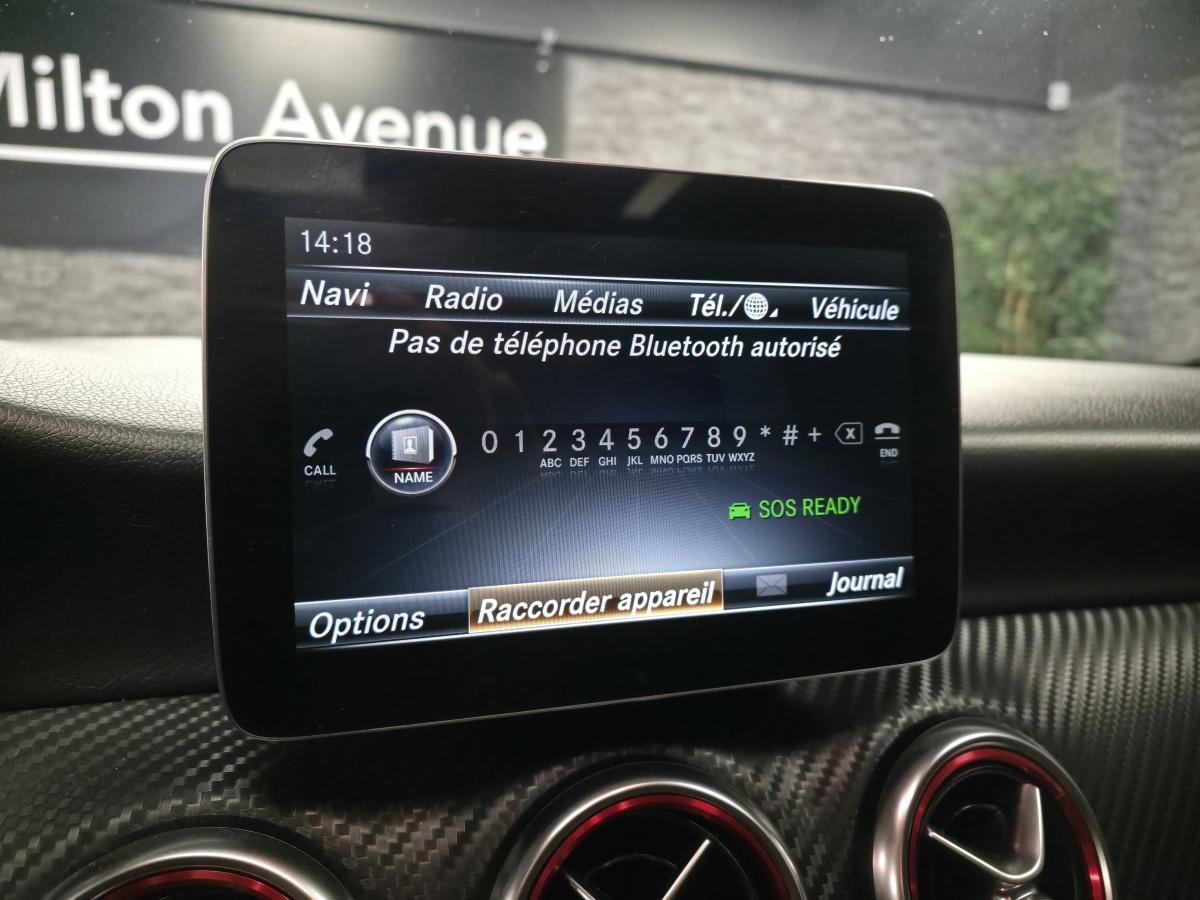 Milton Avenue
14:18
Navi Radio Médias Tél./ Véhicule
Pas de téléphone Bluetooth autorisé
0 1 2 3 4 5 6 7 8 9 * # +
CALL NAME ABC DEF GHI JKL MNO PQRS TUV WXYZ END
SOS READY
Options Raccorder appareil Journal